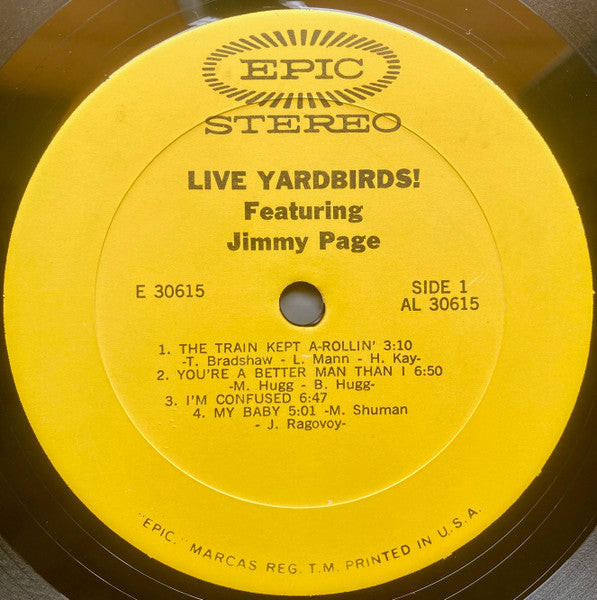 EPIC
STEREO
LIVE YARDBIRDS!
Featuring
Jimmy Page
E 30615
SIDE 1
AL 30615
1. THE TRAIN KEPT A-ROLLIN' 3:10
-T. Bradshaw - L. Mann - H. Kay-
2. YOU'RE A BETTER MAN THAN I 6:50
-M. Hugg - B. Hugg-
3. I'M CONFUSED 6:47
4. MY BABY 5:01 -M. Shuman
- J. Ragovoy-
"EPIC," MARCAS REG. T.M. PRINTED IN U.S.A.